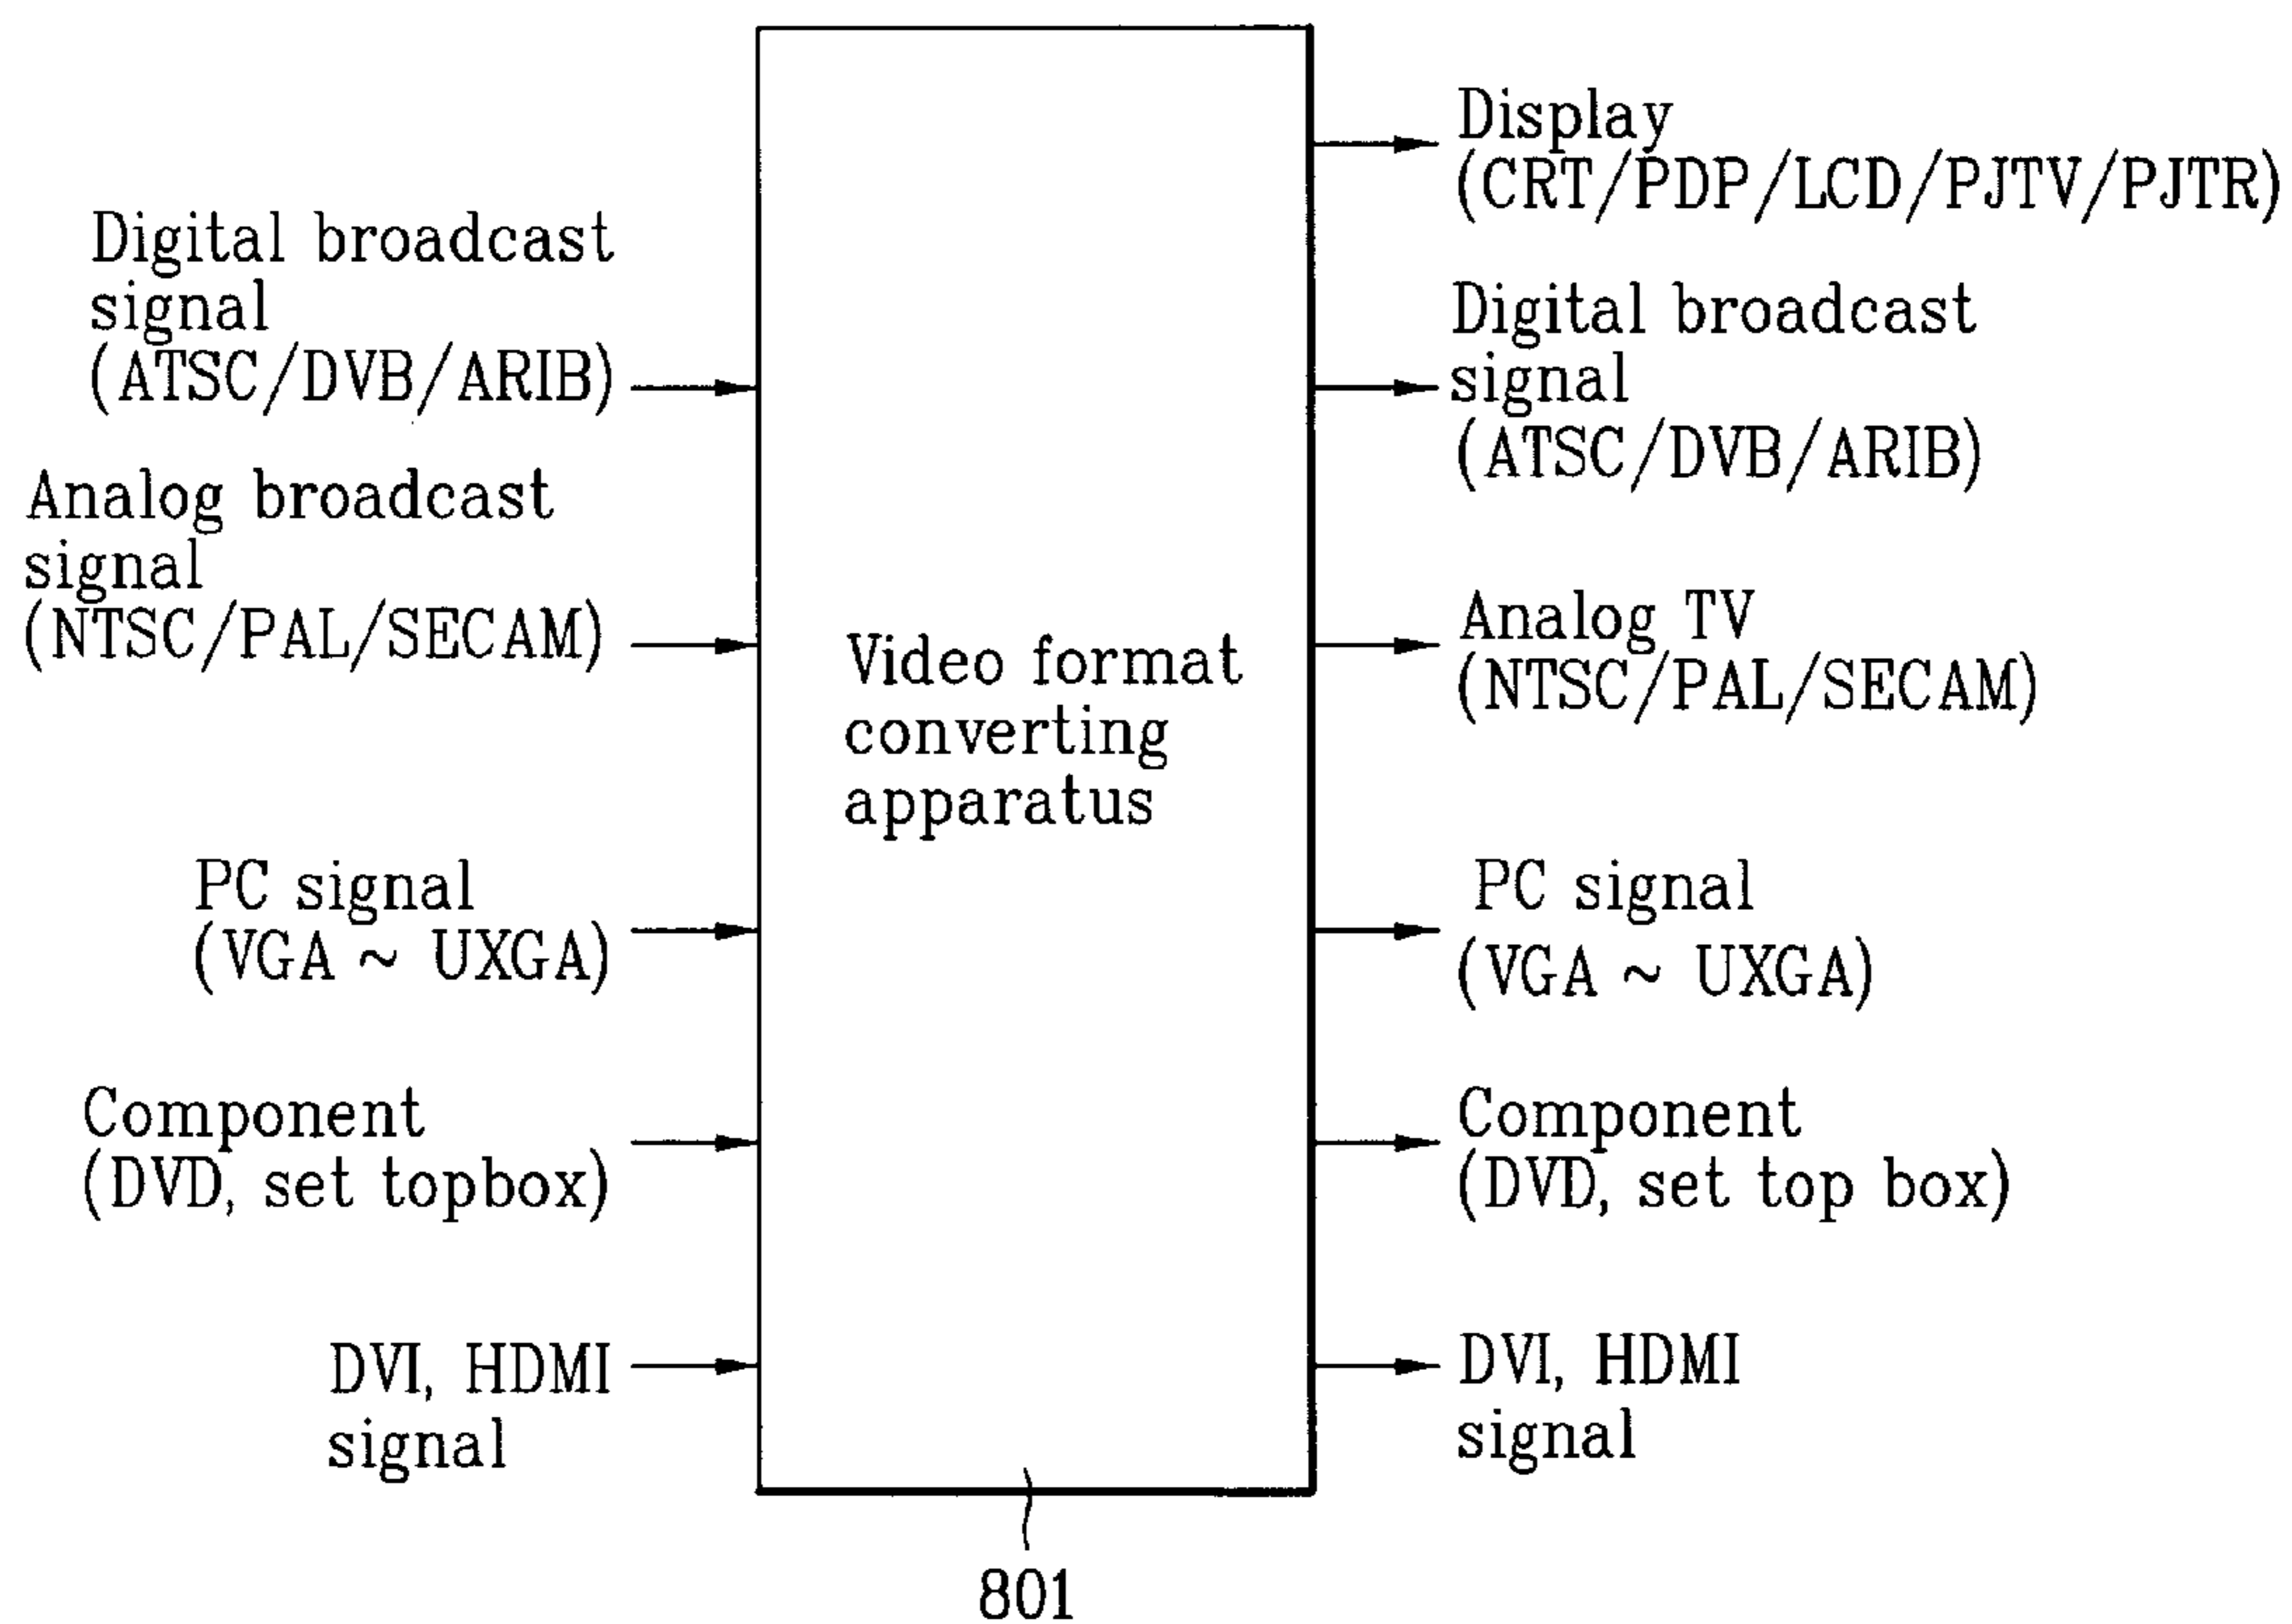 Digital broadcast
signal
(ATSC/DVB/ARIB)
Analog broadcast
signal
(NTSC/PAL/SECAM)
PC signal
(VGA ~ UXGA)
Component
(DVD, set topbox)
DVI, HDMI
signal
Video format
converting
apparatus
801
Display
(CRT/PDP/LCD/PJTV/PJTR)
Digital broadcast
signal
(ATSC/DVB/ARIB)
Analog TV
(NTSC/PAL/SECAM)
PC signal
(VGA ~ UXGA)
Component
(DVD, set top box)
DVI, HDMI
signal